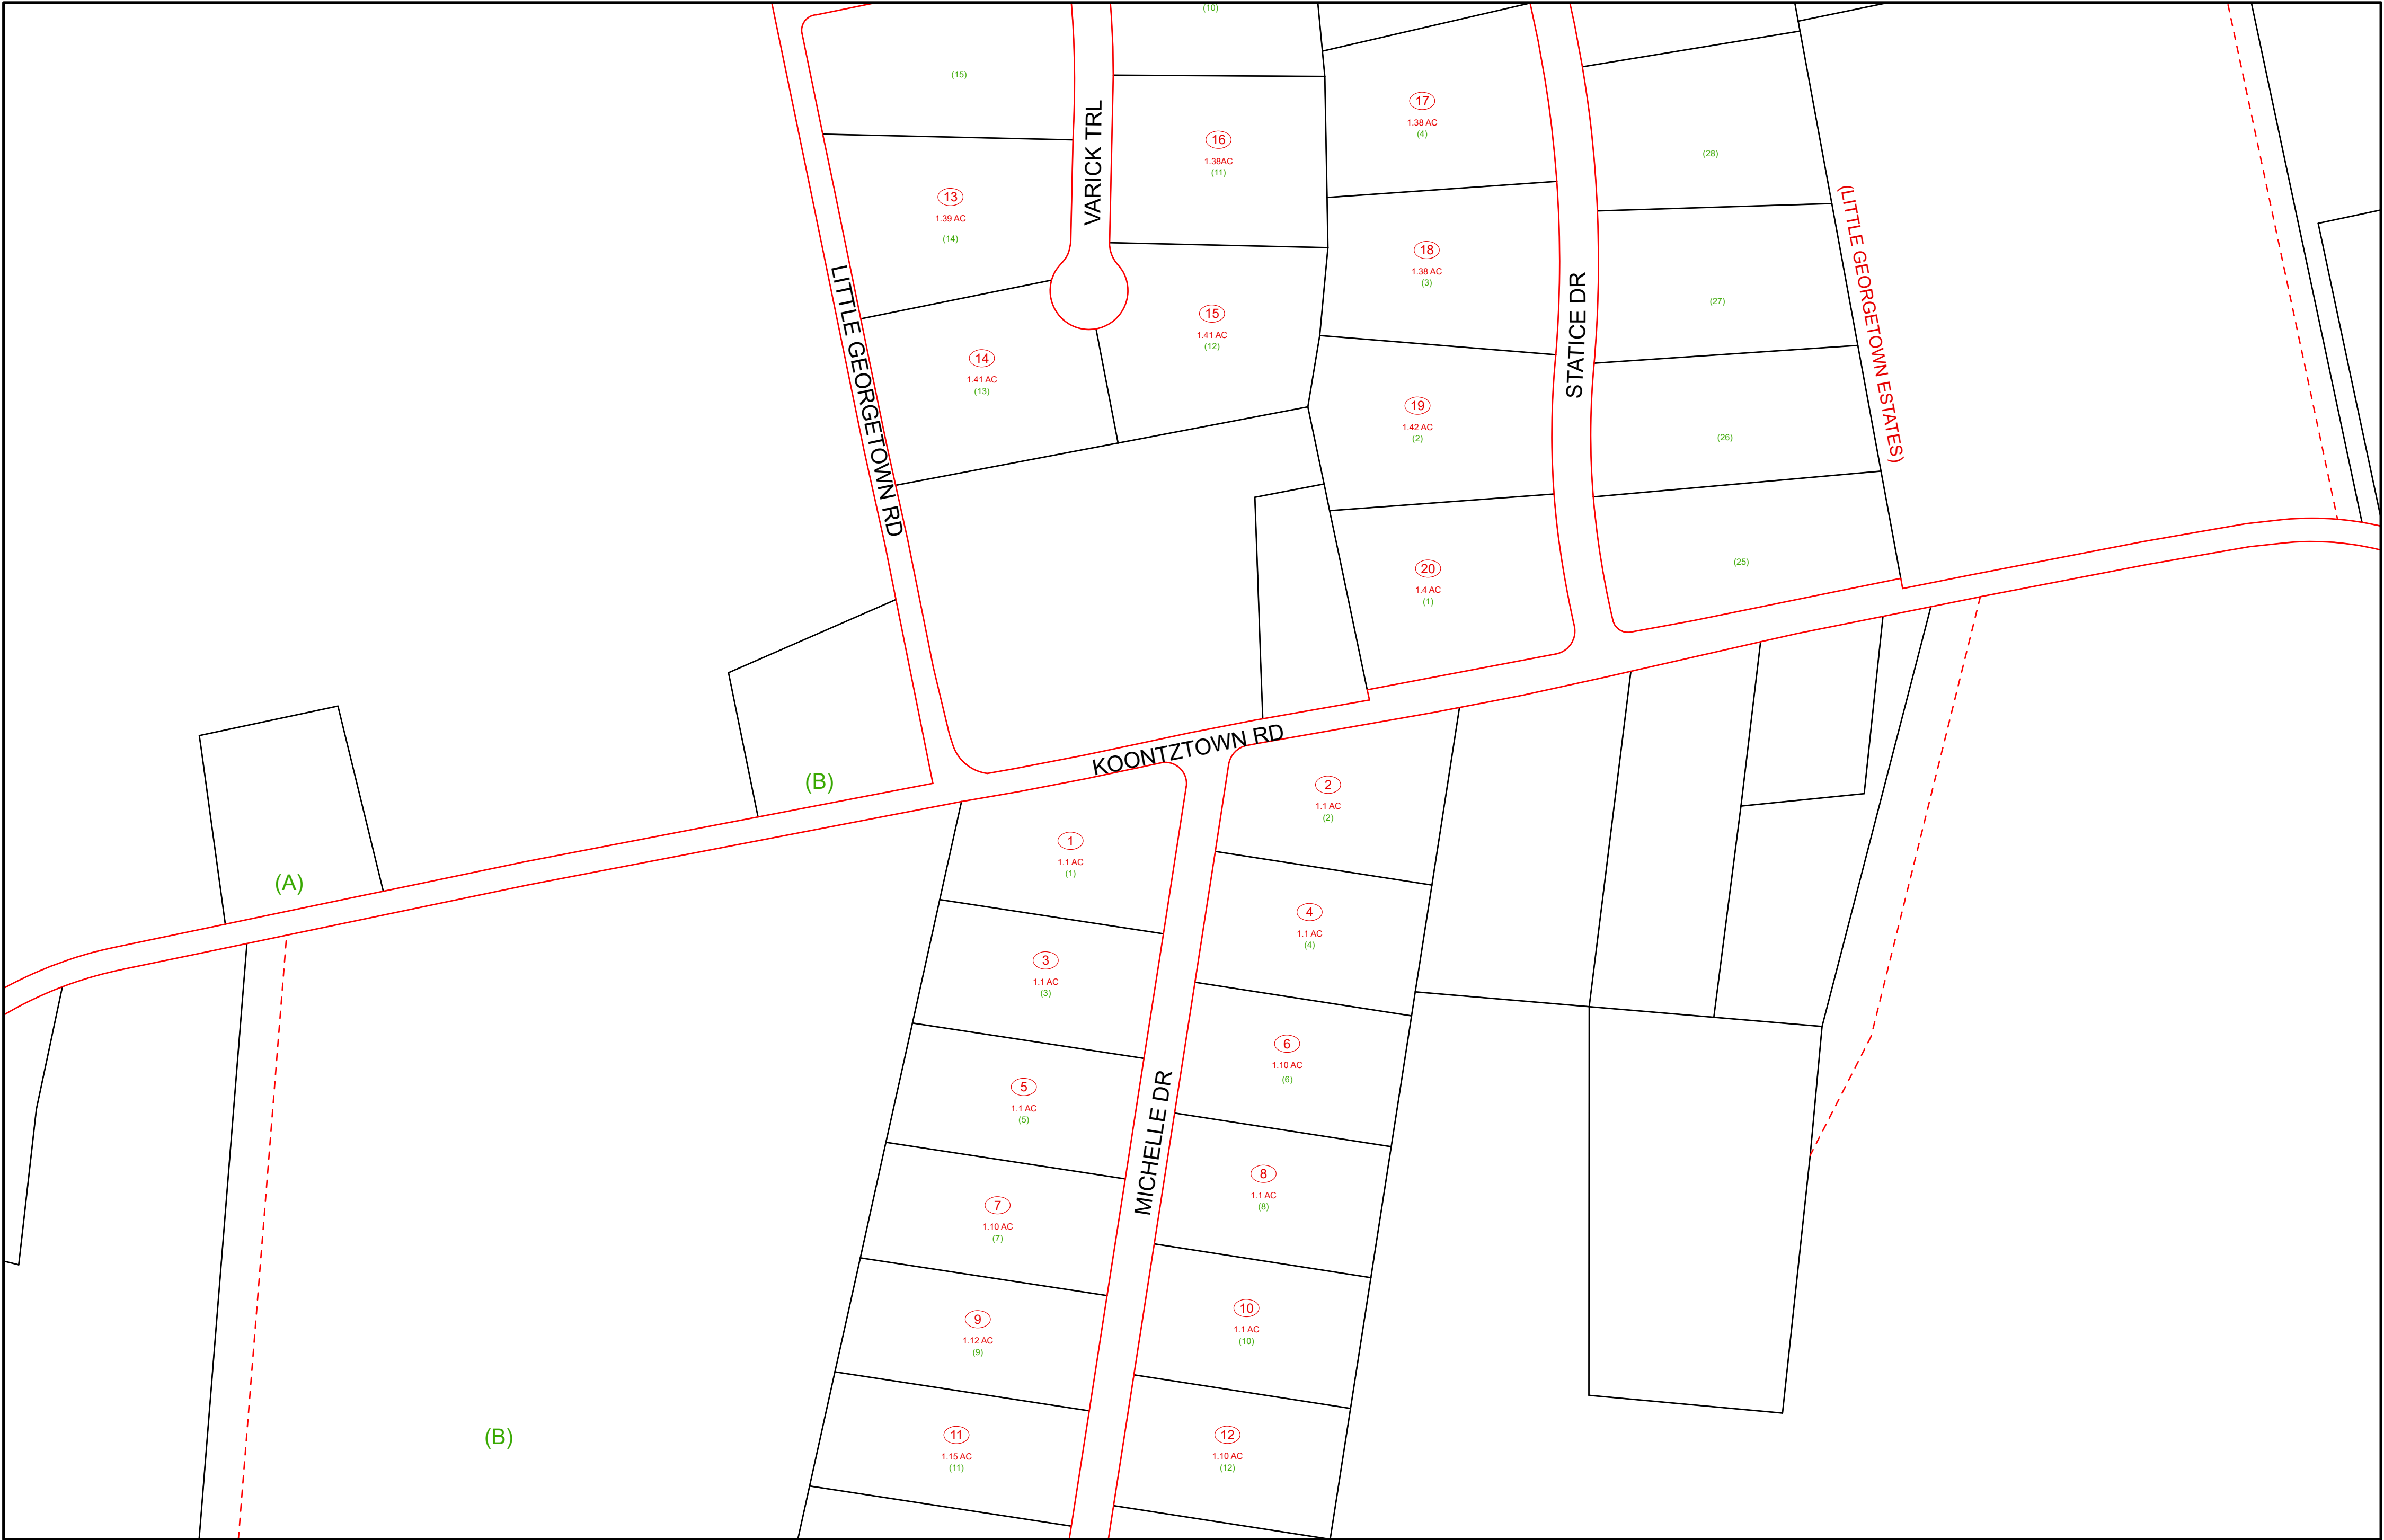 (10)
(15)
VARICK TRL
16
1.38AC
(11)
17
1.38 AC
(4)
(28)
13
1.39 AC
(14)
18
1.38 AC
(3)
(27)
(LITTLE GEORGETOWN ESTATES)
LITTLE GEORGETOWN RD
STATICE DR
14
1.41 AC
(13)
15
1.41 AC
(12)
19
1.42 AC
(2)
(26)
20
1.4 AC
(1)
(25)
KOONTZTOWN RD
(B)
(A)
1
1.1 AC
(1)
2
1.1 AC
(2)
3
1.1 AC
(3)
4
1.1 AC
(4)
5
1.1 AC
(5)
6
1.10 AC
(6)
MICHELLE DR
7
1.10 AC
(7)
8
1.1 AC
(8)
9
1.12 AC
(9)
10
1.1 AC
(10)
11
1.15 AC
(11)
12
1.10 AC
(12)
(B)